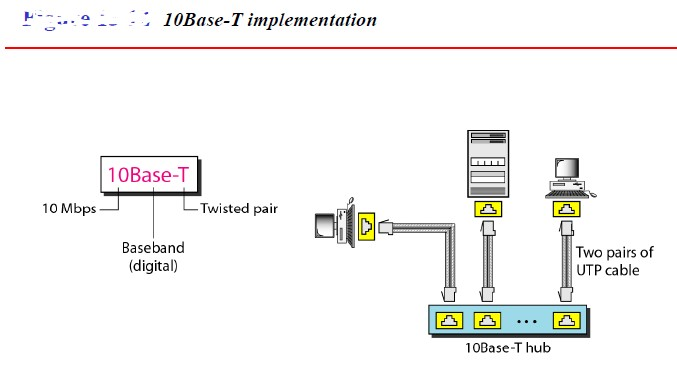 10Base-T implementation
10Base-T
10 Mbps
Twisted pair
Baseband
(digital)
Two pairs of
UTP cable
10Base-T hub